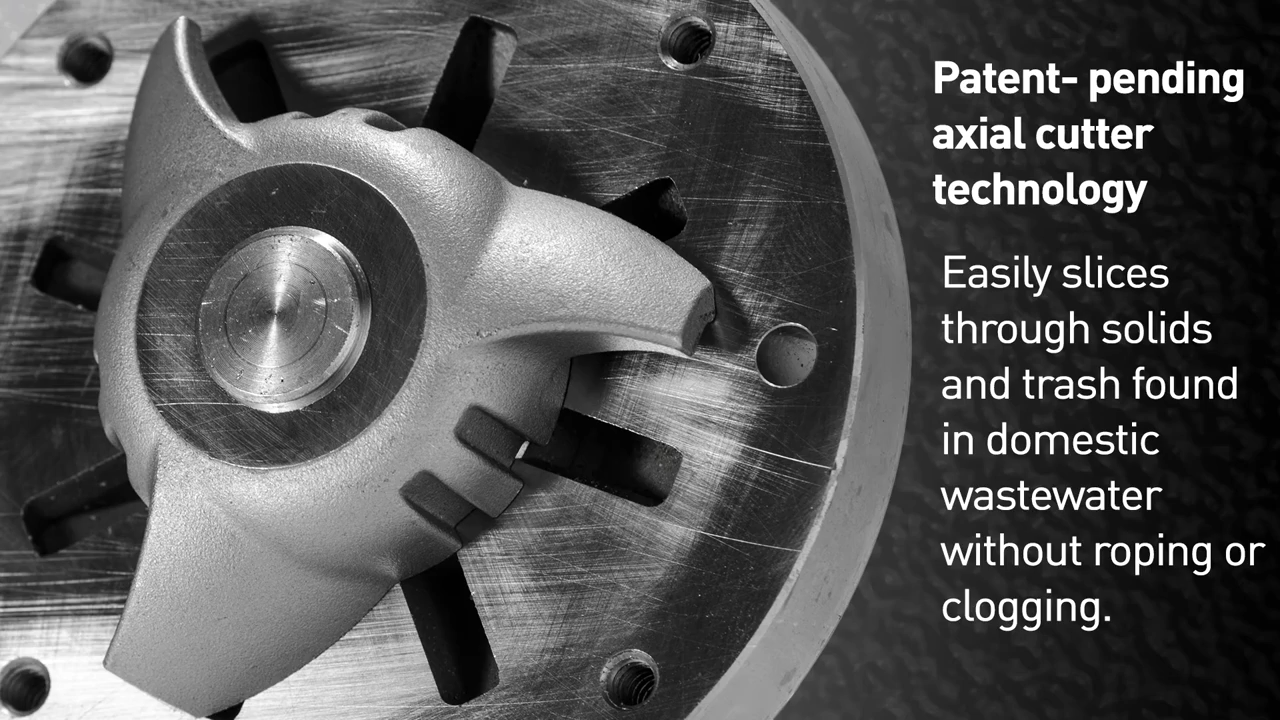 Patent- pending
axial cutter
technology
Easily slices
through solids
and trash found
in domestic
wastewater
without roping or
clogging.